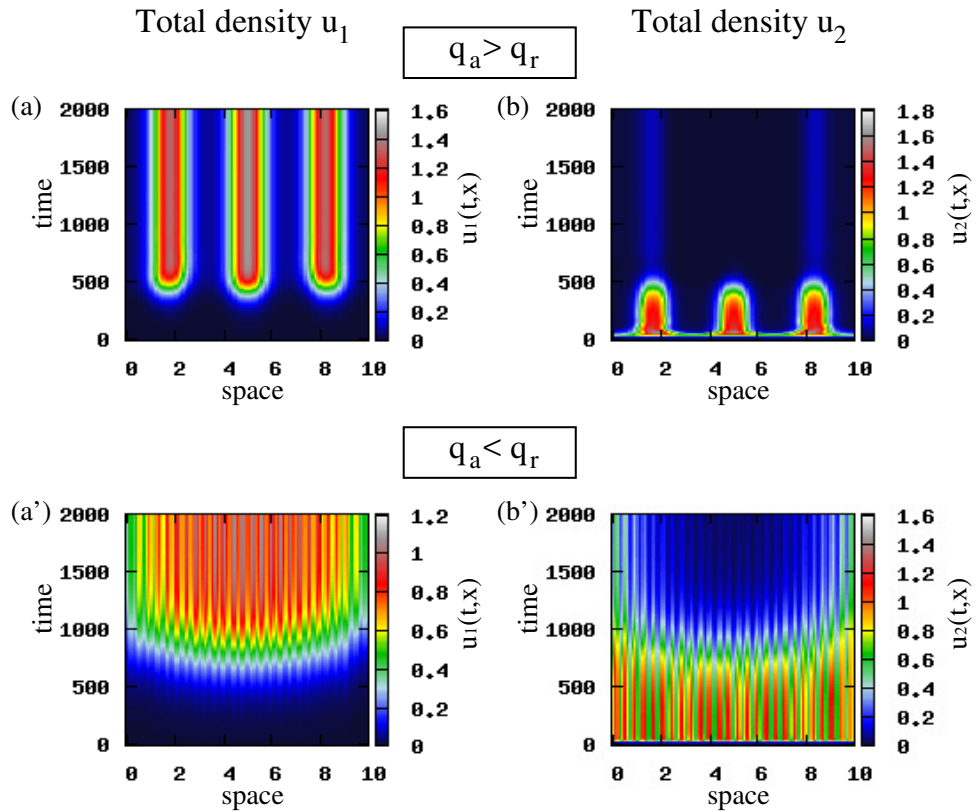 Total density u1
Total density u2
qa > qr
(a)
2000
1500
1000
500
0
time
0 2 4 6 8 10
space
1.6
1.4
1.2
1
0.8
0.6
0.4
0.2
0
u1(t,x)
(b)
2000
1500
1000
500
0
time
0 2 4 6 8 10
space
1.8
1.6
1.4
1.2
1
0.8
0.6
0.4
0.2
0
u2(t,x)
qa < qr
(a')
2000
1500
1000
500
0
time
0 2 4 6 8 10
space
1.2
1
0.8
0.6
0.4
0.2
0
u1(t,x)
(b')
2000
1500
1000
500
0
time
0 2 4 6 8 10
space
1.6
1.4
1.2
1
0.8
0.6
0.4
0.2
0
u2(t,x)